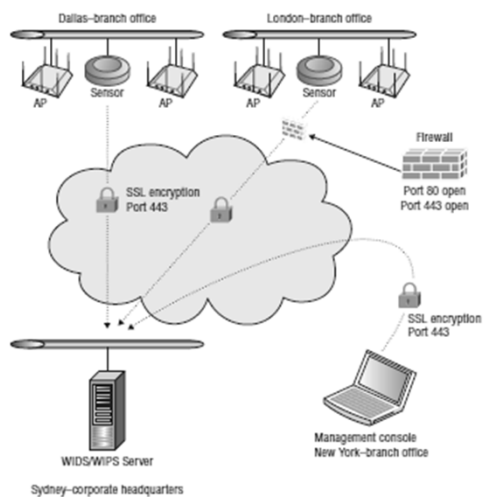 Dallas–branch office
London–branch office
AP
Sensor
AP
AP
Sensor
AP
Firewall
Port 80 open
Port 443 open
SSL encryption
Port 443
SSL encryption
Port 443
WIDS/WIPS Server
Management console
New York–branch office
Sydney–corporate headquarters